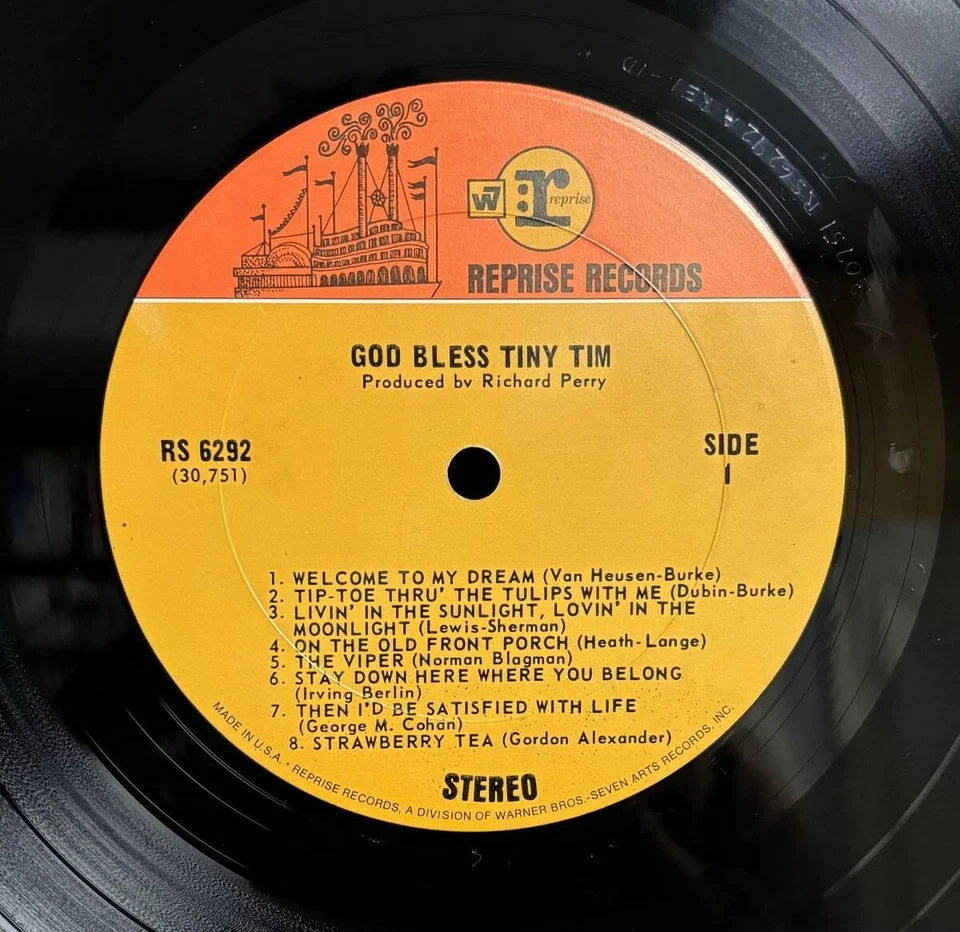 W7
r: reprise
REPRISE RECORDS
GOD BLESS TINY TIM
Produced by Richard Perry
RS 6292
(30,751)
SIDE
1
1. WELCOME TO MY DREAM (Van Heusen-Burke)
2. TIP-TOE THRU' THE TULIPS WITH ME (Dubin-Burke)
3. LIVIN' IN THE SUNLIGHT, LOVIN' IN THE
MOONLIGHT (Lewis-Sherman)
4. ON THE OLD FRONT PORCH (Heath-Lange)
5. THE VIPER (Norman Blagman)
6. STAY DOWN HERE WHERE YOU BELONG
(Irving Berlin)
7. THEN I'D BE SATISFIED WITH LIFE
(George M. Cohan)
8. STRAWBERRY TEA (Gordon Alexander)
STEREO
MADE IN U.S.A. • REPRISE RECORDS, A DIVISION OF WARNER BROS.-SEVEN ARTS RECORDS, INC.
30751 RS6292 A RE1 -1D